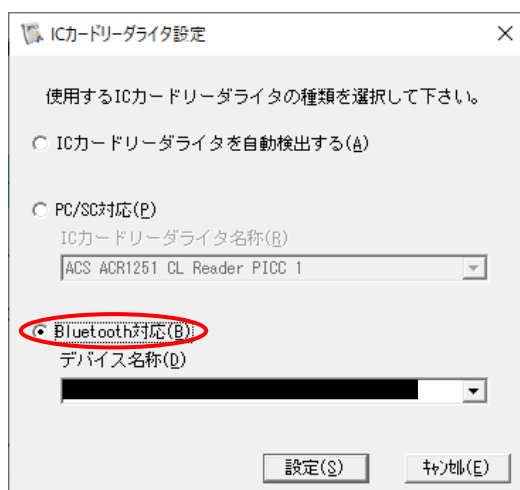 ICカードリーダライタ設定
使用するICカードリーダライタの種類を選択して下さい。
ICカードリーダライタを自動検出する(A)
PC/SC対応(P)
ICカードリーダライタ名称(R)
ACS ACR1251 CL Reader PICC 1
Bluetooth対応(B)
デバイス名称(D)
設定(S) ｷｬﾝｾﾙ(E)